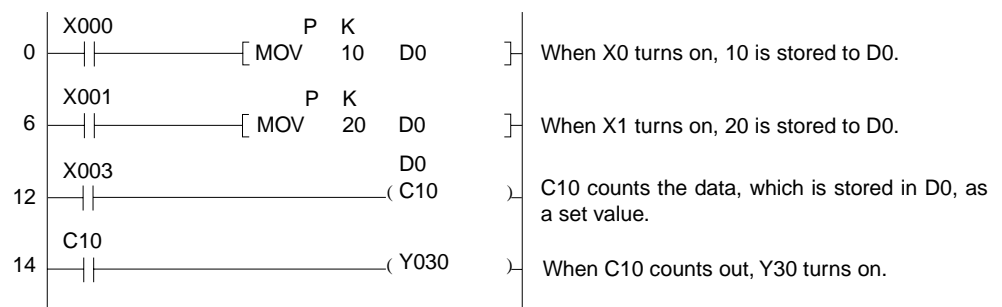 X000 P K
0 [ MOV 10 D0 ] When X0 turns on, 10 is stored to D0.
X001 P K
6 [ MOV 20 D0 ] When X1 turns on, 20 is stored to D0.
X003 D0
12 ( C10 ) C10 counts the data, which is stored in D0, as
a set value.
C10
14 ( Y030 ) When C10 counts out, Y30 turns on.